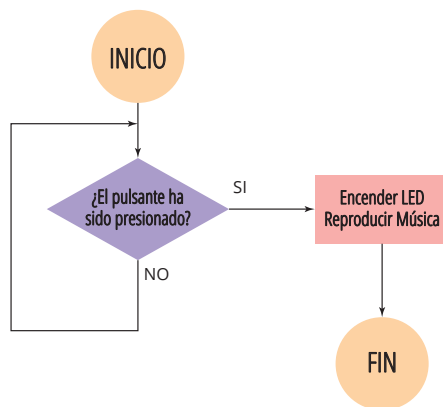 INICIO
¿El pulsante ha
sido presionado?
SI
Encender LED
Reproducir Música
NO
FIN